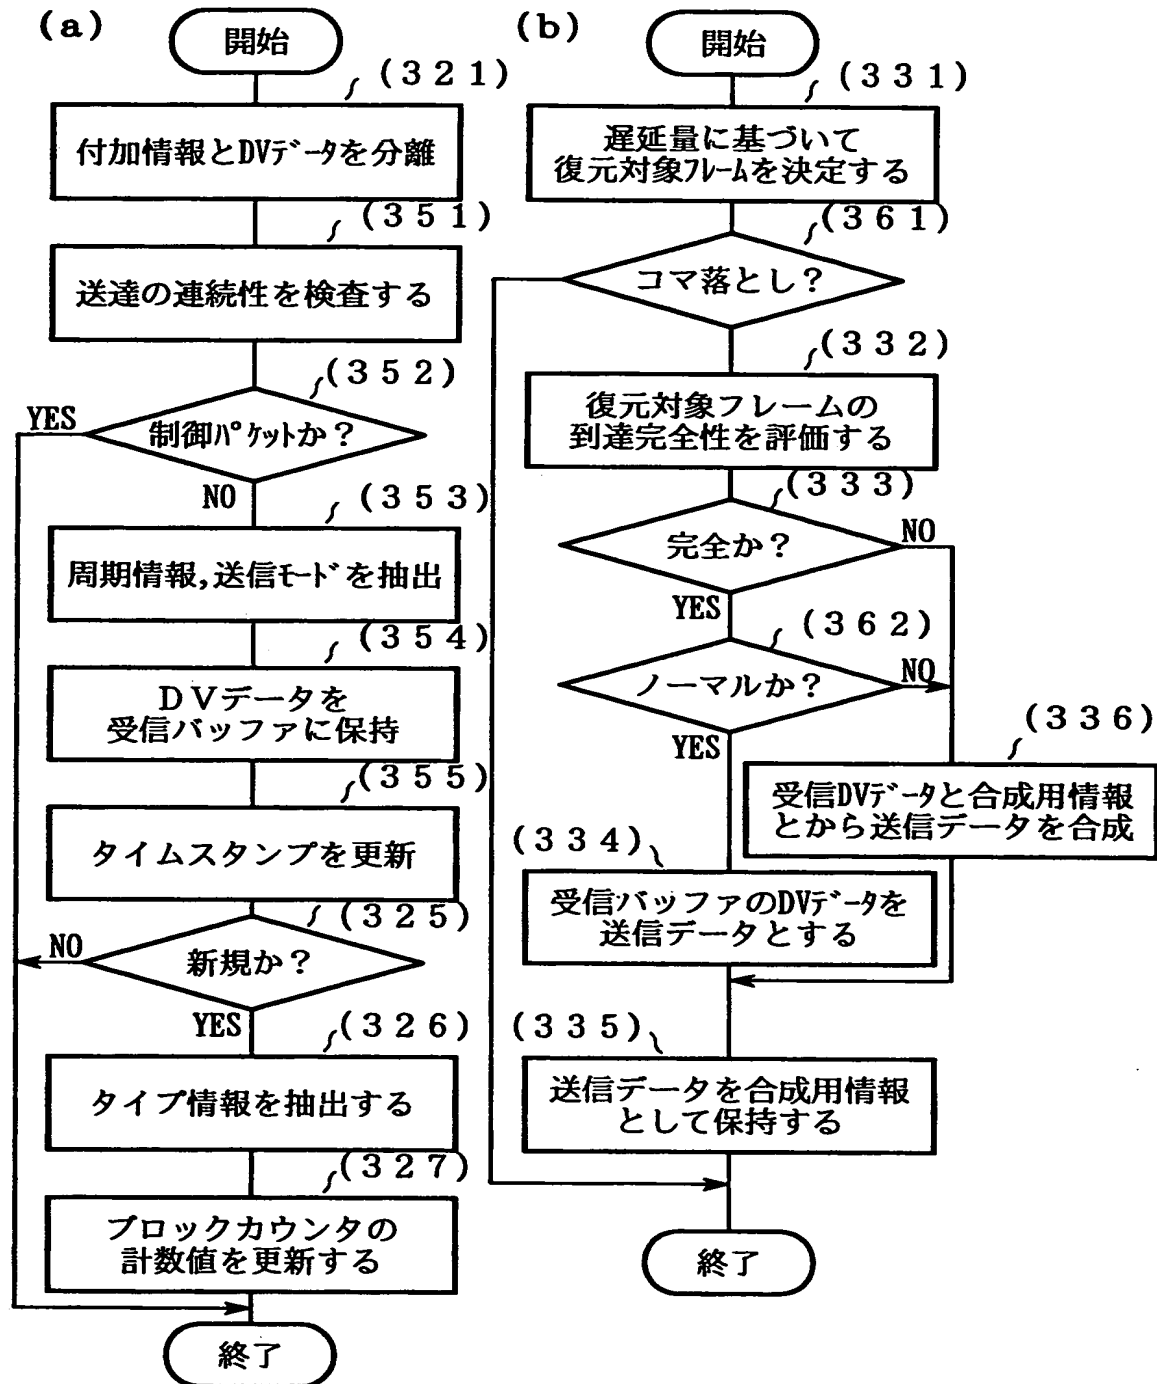 (a)
開始
(321)
付加情報とDVデータを分離
(351)
送達の連続性を検査する
(352)
YES
制御パケットか？
NO
(353)
周期情報,送信モードを抽出
(354)
DVデータを
受信バッファに保持
(355)
タイムスタンプを更新
(325)
NO
新規か？
YES
(326)
タイプ情報を抽出する
(327)
ブロックカウンタの
計数値を更新する
終了
(b)
開始
(331)
遅延量に基づいて
復元対象フレームを決定する
(361)
コマ落とし？
(332)
復元対象フレームの
到達完全性を評価する
(333)
完全か？
NO
YES
(362)
ノーマルか？
NO
YES
(336)
受信DVデータと合成用情報
とから送信データを合成
(334)
受信バッファのDVデータを
送信データとする
(335)
送信データを合成用情報
として保持する
終了